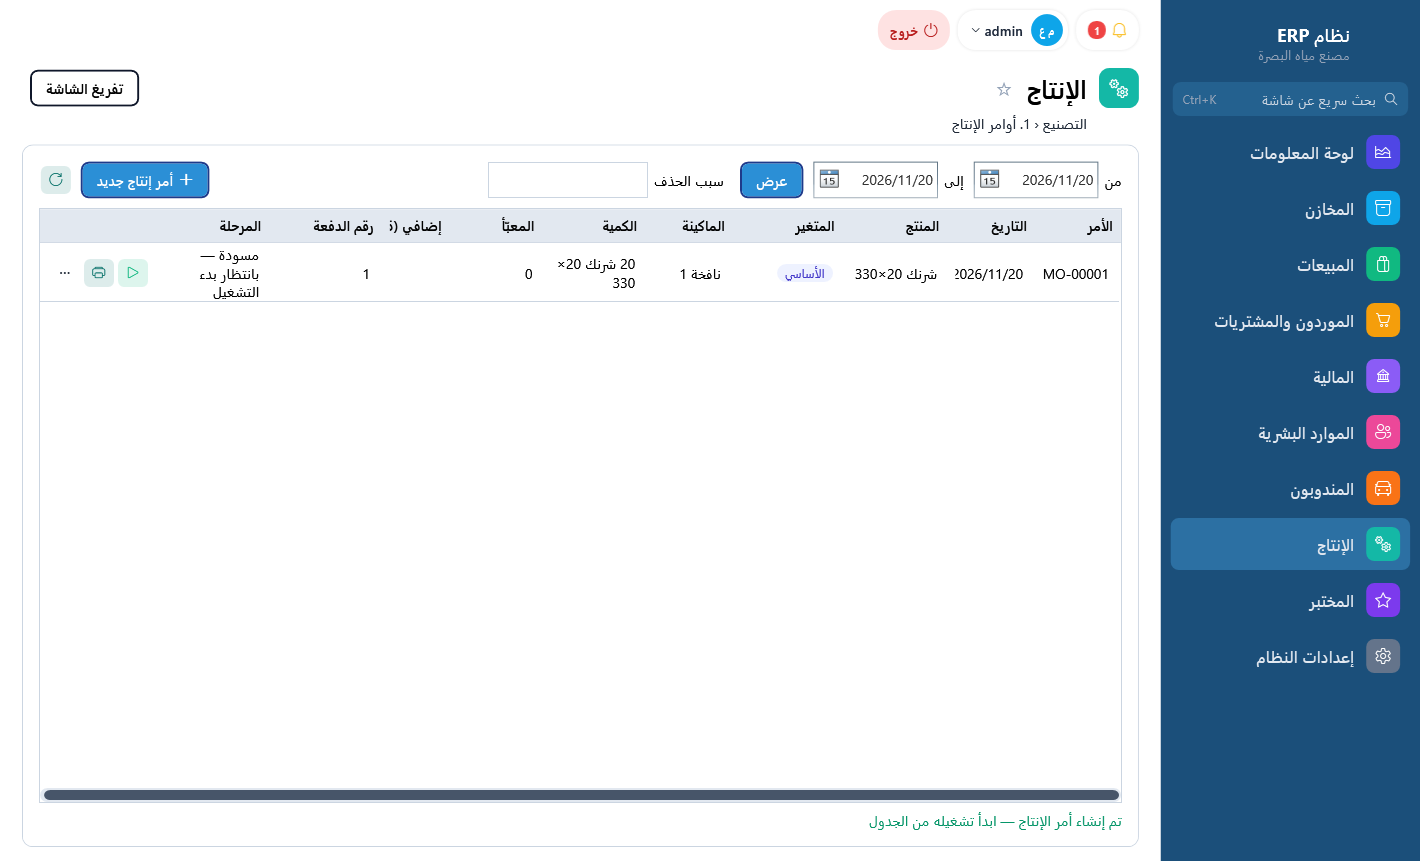 نظام ERP
مصنع مياه البصرة
بحث سريع عن شاشة Ctrl+K
لوحة المعلومات
المخازن
المبيعات
الموردون والمشتريات
المالية
الموارد البشرية
المندوبون
الإنتاج
المختبر
إعدادات النظام
1
م ع admin
خروج
الإنتاج
التصنيع › 1. أوامر الإنتاج
تفريغ الشاشة
من 2026/11/20 إلى 2026/11/20 عرض سبب الحذف
أمر إنتاج جديد
الأمر التاريخ المنتج المتغير الماكينة الكمية المعبّأ إضافي رقم الدفعة المرحلة
MO-00001 2026/11/20 شرنك 20×330 الأساسي نافخة 1 20 شرنك 20×
330 0 1 مسودة —
بانتظار بدء
التشغيل
تم إنشاء أمر الإنتاج — ابدأ تشغيله من الجدول